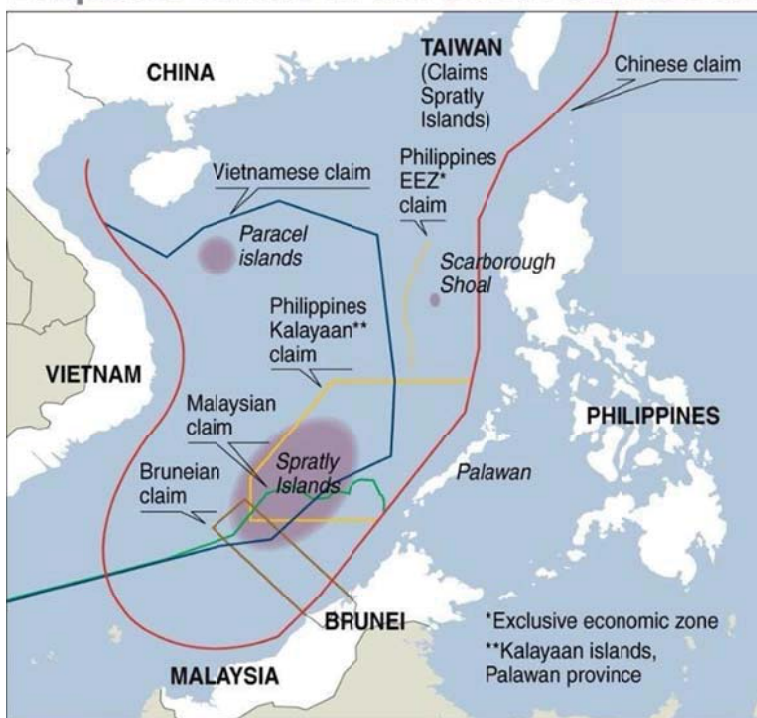 CHINA
TAIWAN
(Claims
Spratly
Islands)
Chinese claim
Vietnamese claim
Philippines
EEZ*
claim
Paracel
islands
Scarborough
Shoal
Philippines
Kalayaan**
claim
VIETNAM
Malaysian
claim
PHILIPPINES
Bruneian
claim
Spratly
Islands
Palawan
BRUNEI
MALAYSIA
*Exclusive economic zone
**Kalayaan islands,
Palawan province